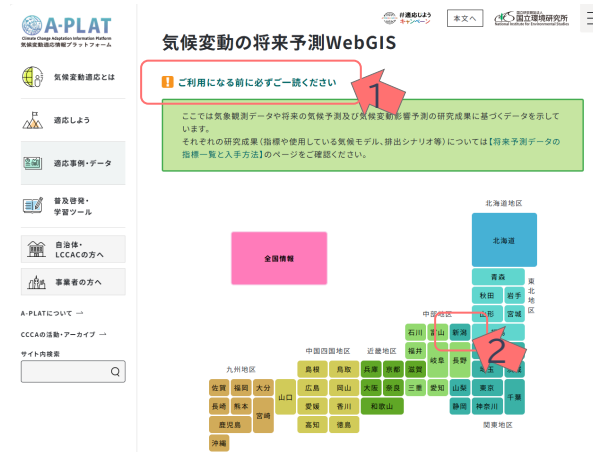 A-PLAT
Climate Change Adaptation Information Platform
気候変動適応情報プラットフォーム
#適応しよう
キャンペーン
本文へ
国立研究開発法人
国立環境研究所
National Institute for Environmental Studies
気候変動適応とは
適応しよう
適応事例・データ
普及啓発・
学習ツール
自治体・
LCCACの方へ
事業者の方へ
A-PLATについて →
CCCAの活動・アーカイブ →
サイト内検索
気候変動の将来予測WebGIS
! ご利用になる前に必ずご一読ください
1
ここでは気象観測データや将来の気候予測及び気候変動影響予測の研究成果に基づくデータを示して
います。
それぞれの研究成果(指標や使用している気候モデル、排出シナリオ等)については【将来予測データの
指標一覧と入手方法】のページをご確認ください。
北海道地区
北海道
全国情報
青森
東北地区
秋田 岩手
山形 宮城
中部地区
石川 富山 新潟
2
中国四国地区 近畿地区
福井 岐阜 長野
九州地区
島根 鳥取 兵庫 京都 滋賀
埼玉
佐賀 福岡 大分 山口 広島 岡山 大阪 奈良 三重 愛知 山梨 東京 千葉
長崎 熊本 宮崎 愛媛 香川 和歌山 静岡 神奈川
鹿児島 高知 徳島
関東地区
沖縄